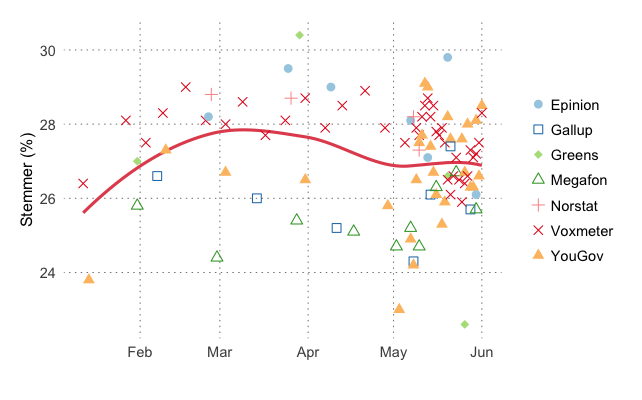 30
28
26
24
Stemmer (%)
Feb Mar Apr May Jun
Epinion
Gallup
Greens
Megafon
Norstat
Voxmeter
YouGov